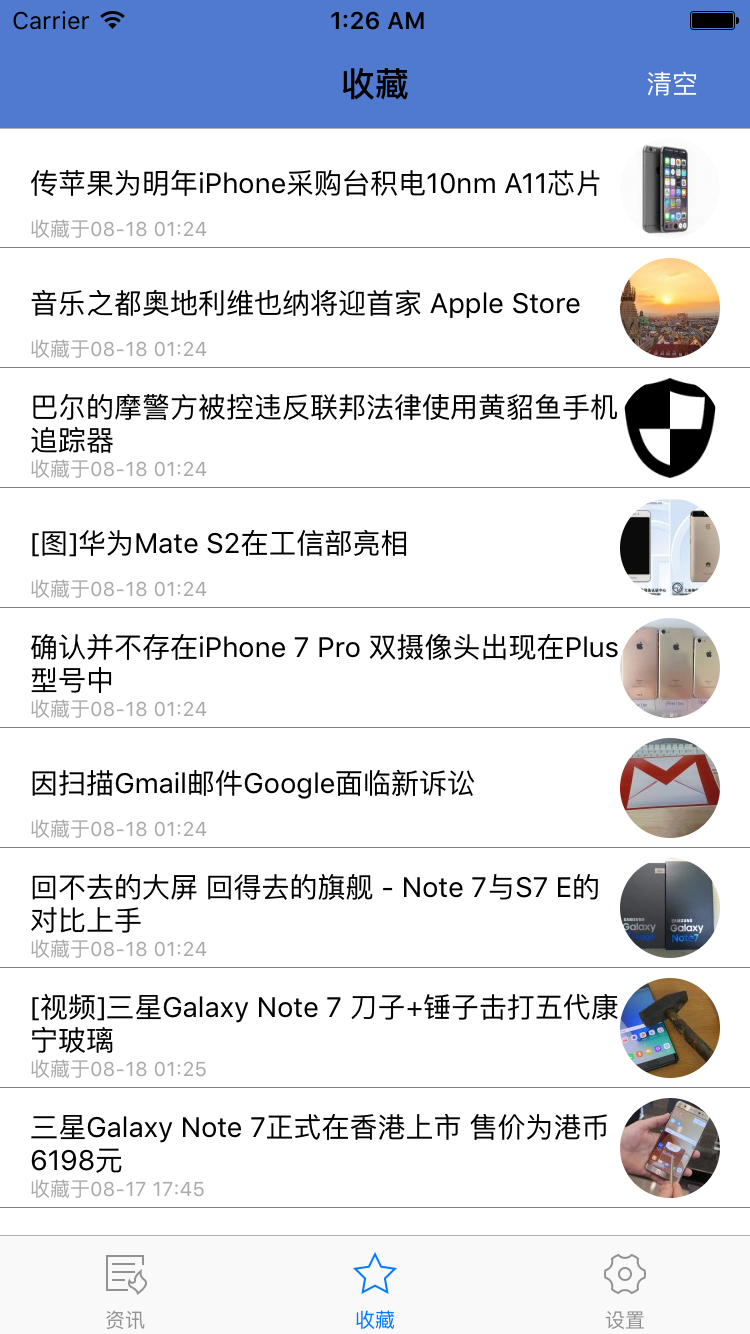 Carrier 1:26 AM
收藏 清空
传苹果为明年iPhone采购台积电10nm A11芯片
收藏于08-18 01:24
音乐之都奥地利维也纳将迎首家 Apple Store
收藏于08-18 01:24
巴尔的摩警方被控违反联邦法律使用黄貂鱼手机
追踪器
收藏于08-18 01:24
[图]华为Mate S2在工信部亮相
收藏于08-18 01:24
确认并不存在iPhone 7 Pro 双摄像头出现在Plus
型号中
收藏于08-18 01:24
因扫描Gmail邮件Google面临新诉讼
收藏于08-18 01:24
回不去的大屏 回得去的旗舰 - Note 7与S7 E的
对比上手
收藏于08-18 01:24
SAMSUNG
Galaxy
SAMSUNG
Galaxy
Note7
[视频]三星Galaxy Note 7 刀子+锤子击打五代康
宁玻璃
收藏于08-18 01:25
三星Galaxy Note 7正式在香港上市 售价为港币
6198元
收藏于08-17 17:45
资讯 收藏 设置